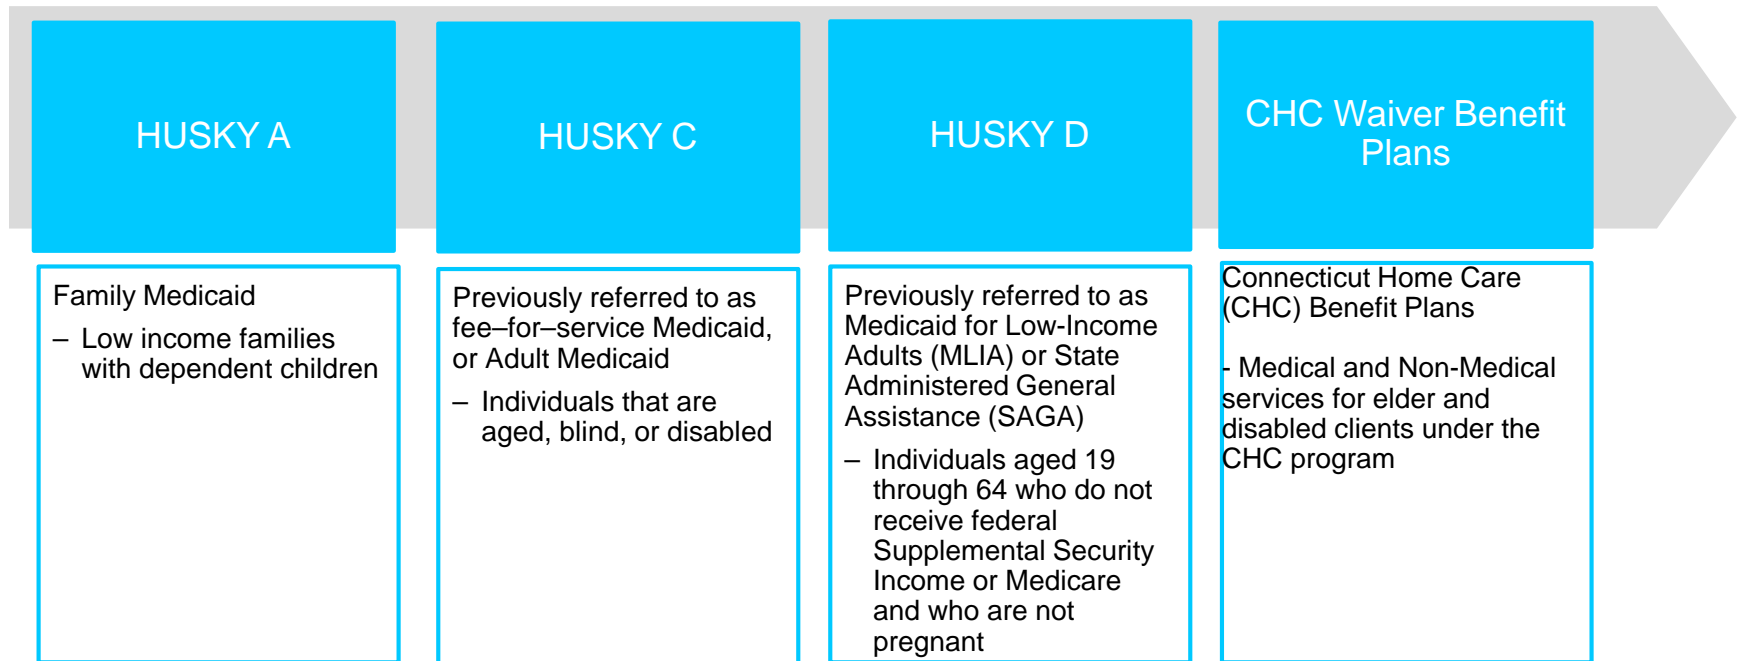 HUSKY A
Family Medicaid
– Low income families
with dependent children
HUSKY C
Previously referred to as
fee–for–service Medicaid,
or Adult Medicaid
– Individuals that are
aged, blind, or disabled
HUSKY D
Previously referred to as
Medicaid for Low-Income
Adults (MLIA) or State
Administered General
Assistance (SAGA)
– Individuals aged 19
through 64 who do not
receive federal
Supplemental Security
Income or Medicare
and who are not
pregnant
CHC Waiver Benefit
Plans
Connecticut Home Care
(CHC) Benefit Plans
- Medical and Non-Medical
services for elder and
disabled clients under the
CHC program